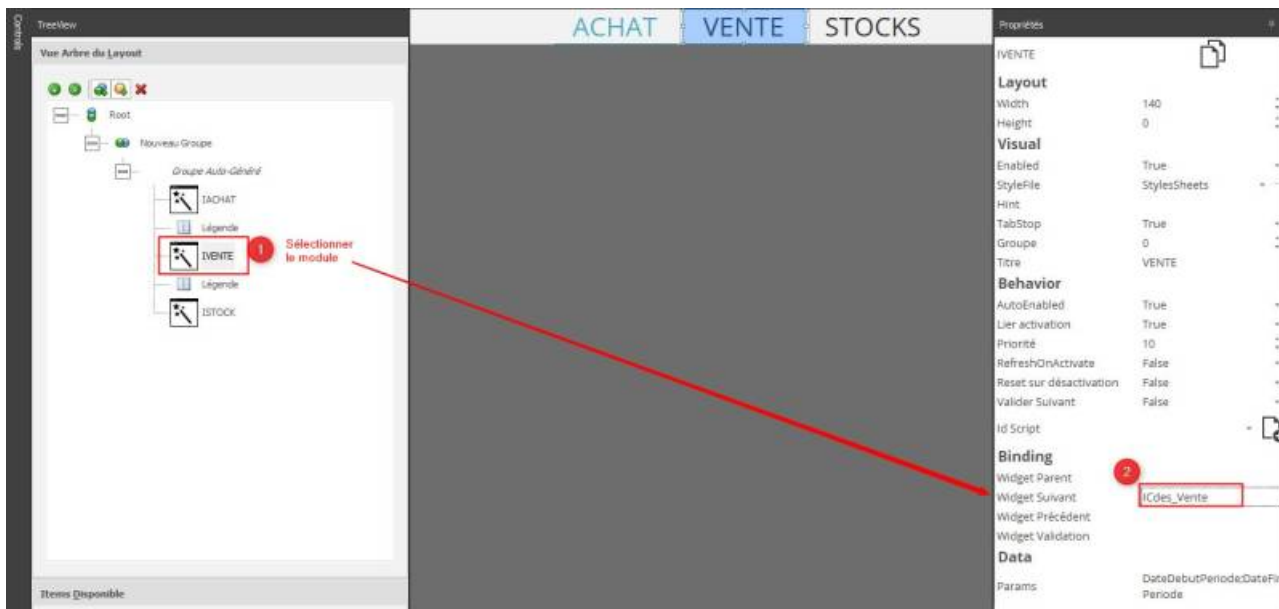 Controls
TreeView
Vue Arbre du Layout
Root
Nouveau Groupe
Groupe Auto-Généré
IACHAT
Légende
IVENTE
Légende
ISTOCK
1
Sélectionner
le module
Items Disponible
ACHAT VENTE STOCKS
Propriétés
IVENTE
Layout
Width 140
Height 0
Visual
Enabled True
StyleFile StylesSheets
Hint
TabStop True
Groupe 0
Titre VENTE
Behavior
AutoEnabled True
Lier activation True
Priorité 10
RefreshOnActivate False
Reset sur désactivation False
Valider Suivant False
Id Script
Binding
Widget Parent
2
Widget Suivant ICdes_Vente
Widget Précédent
Widget Validation
Data
Params DateDebutPeriode;DateFin
Periode